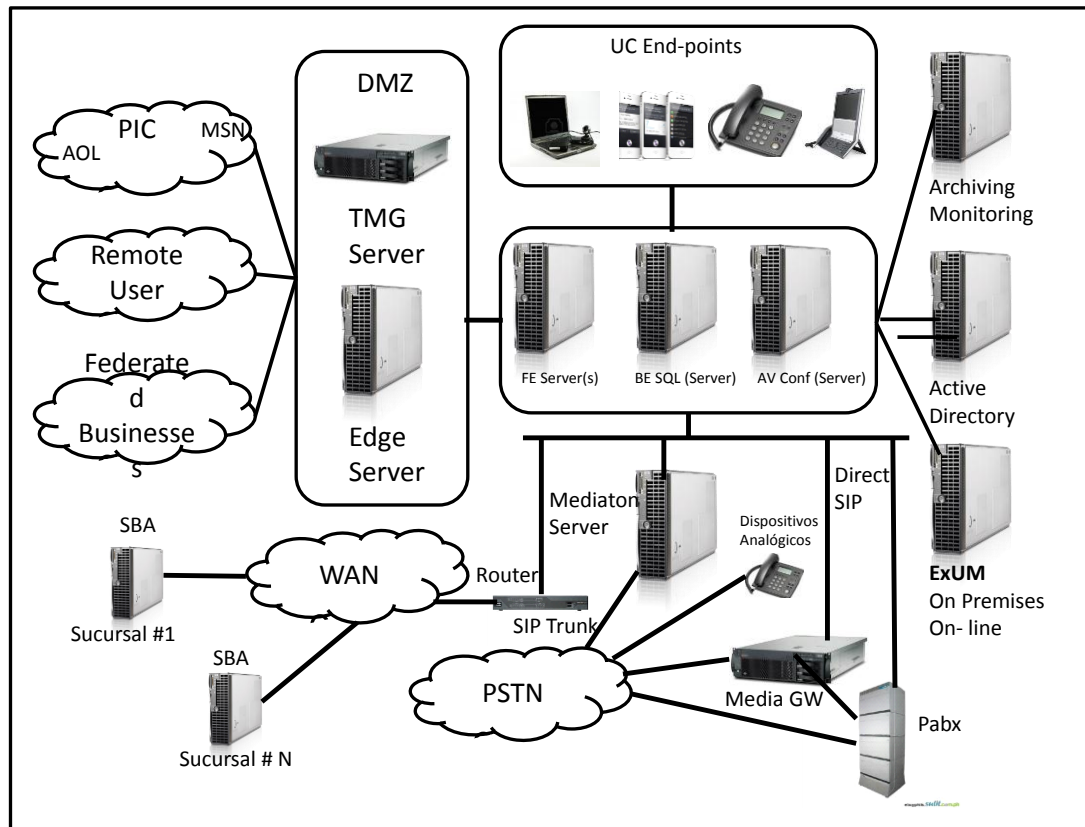 UC End-points
DMZ
PIC
MSN
AOL
TMG
Server
Remote
User
Federate
d
Businesse
s
Edge
Server
FE Server(s)
BE SQL (Server)
AV Conf (Server)
Archiving
Monitoring
Active
Directory
ExUM
On Premises
On- line
Mediaton
Server
Direct
SIP
Dispositivos
Analógicos
SBA
Sucursal #1
WAN
Router
SIP Trunk
SBA
Sucursal # N
PSTN
Media GW
Pabx